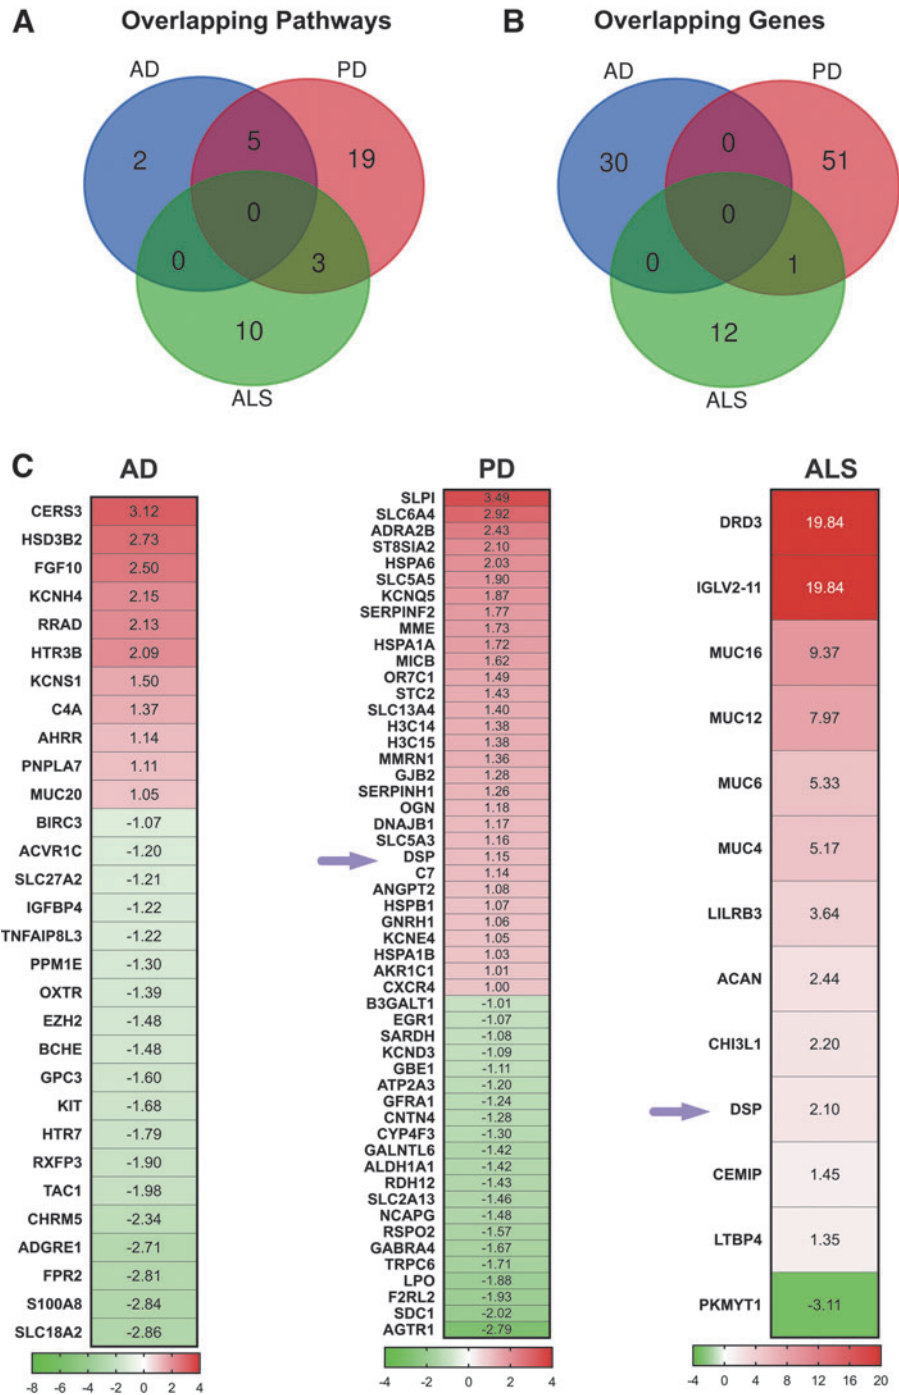 A Overlapping Pathways
AD
PD
2
5
19
0
0
3
10
ALS
B Overlapping Genes
AD
PD
30
0
51
0
0
1
12
ALS
C
AD
CERS3 3.12
HSD3B2 2.73
FGF10 2.50
KCNH4 2.15
RRAD 2.13
HTR3B 2.09
KCNS1 1.50
C4A 1.37
AHRR 1.14
PNPLA7 1.11
MUC20 1.05
BIRC3 -1.07
ACVR1C -1.20
SLC27A2 -1.21
IGFBP4 -1.22
TNFAIP8L3 -1.22
PPM1E -1.30
OXTR -1.39
EZH2 -1.48
BCHE -1.48
GPC3 -1.60
KIT -1.68
HTR7 -1.79
RXFP3 -1.90
TAC1 -1.98
CHRM5 -2.34
ADGRE1 -2.71
FPR2 -2.81
S100A8 -2.84
SLC18A2 -2.86
-8 -6 -4 -2 0 2 4
PD
SLPI 3.49
SLC6A4 2.92
ADRA2B 2.43
ST8SIA2 2.10
HSPA6 2.03
SLC5A5 1.90
KCNQ5 1.87
SERPINF2 1.77
MME 1.73
HSPA1A 1.72
MICB 1.62
OR7C1 1.49
STC2 1.43
SLC13A4 1.40
H3C14 1.38
H3C15 1.38
MMRN1 1.36
GJB2 1.28
SERPINH1 1.26
OGN 1.18
DNAJB1 1.17
SLC5A3 1.16
DSP 1.15
C7 1.14
ANGPT2 1.08
HSPB1 1.07
GNRH1 1.06
KCNE4 1.05
HSPA1B 1.03
AKR1C1 1.01
CXCR4 1.00
B3GALT1 -1.01
EGR1 -1.07
SARDH -1.08
KCND3 -1.09
GBE1 -1.11
ATP2A3 -1.20
GFRA1 -1.24
CNTN4 -1.28
CYP4F3 -1.30
GALNTL6 -1.42
ALDH1A1 -1.42
RDH12 -1.43
SLC2A13 -1.46
NCAPG -1.48
RSPO2 -1.57
GABRA4 -1.67
TRPC6 -1.71
LPO -1.88
F2RL2 -1.93
SDC1 -2.02
AGTR1 -2.79
-4 -2 0 2 4
ALS
DRD3 19.84
IGLV2-11 19.84
MUC16 9.37
MUC12 7.97
MUC6 5.33
MUC4 5.17
LILRB3 3.64
ACAN 2.44
CHI3L1 2.20
DSP 2.10
CEMIP 1.45
LTBP4 1.35
PKMYT1 -3.11
-4 0 4 8 12 16 20